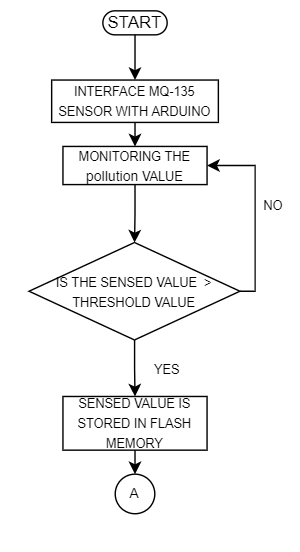 START
INTERFACE MQ-135
SENSOR WITH ARDUINO
MONITORING THE
pollution VALUE
NO
IS THE SENSED VALUE >
THRESHOLD VALUE
YES
SENSED VALUE IS
STORED IN FLASH
MEMORY
A